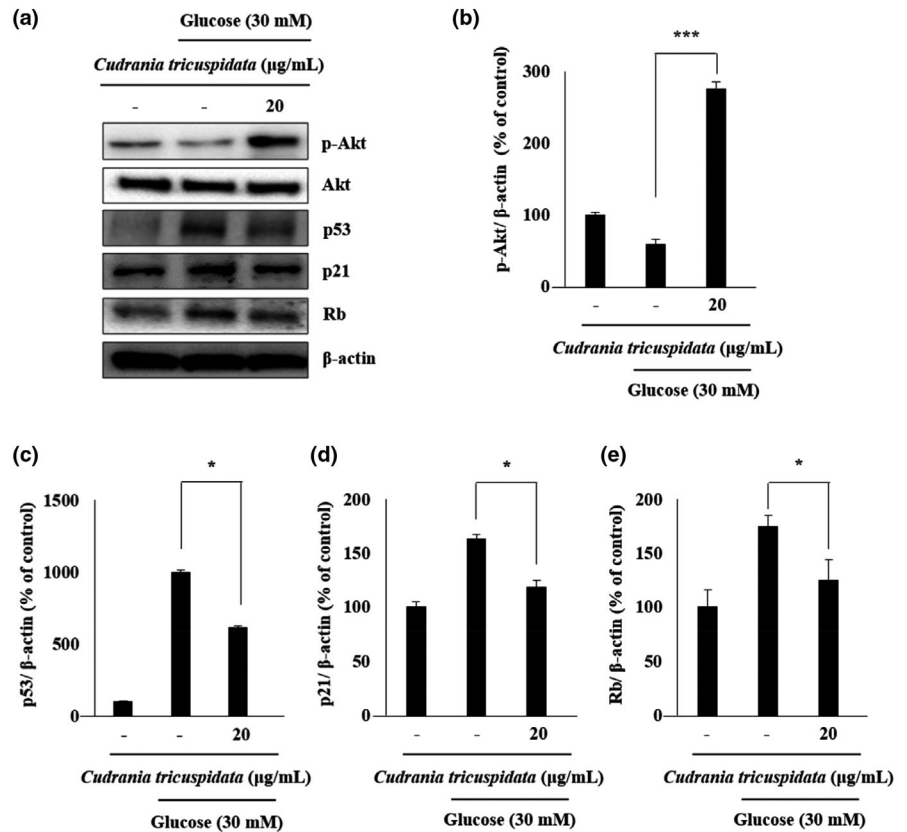 (a)
Glucose (30 mM)
Cudrania tricuspidata (μg/mL)
- - 20
p-Akt
Akt
p53
p21
Rb
β-actin
(b)
***
p-Akt/ β-actin (% of control)
300
200
100
0
- - 20
Cudrania tricuspidata (μg/mL)
Glucose (30 mM)
(c)
*
p53/ β-actin (% of control)
1500
1000
500
0
- - 20
Cudrania tricuspidata (μg/mL)
Glucose (30 mM)
(d)
*
p21/ β-actin (% of control)
200
150
100
50
0
- - 20
Cudrania tricuspidata (μg/mL)
Glucose (30 mM)
(e)
*
Rb/ β-actin (% of control)
200
150
100
50
0
- - 20
Cudrania tricuspidata (μg/mL)
Glucose (30 mM)